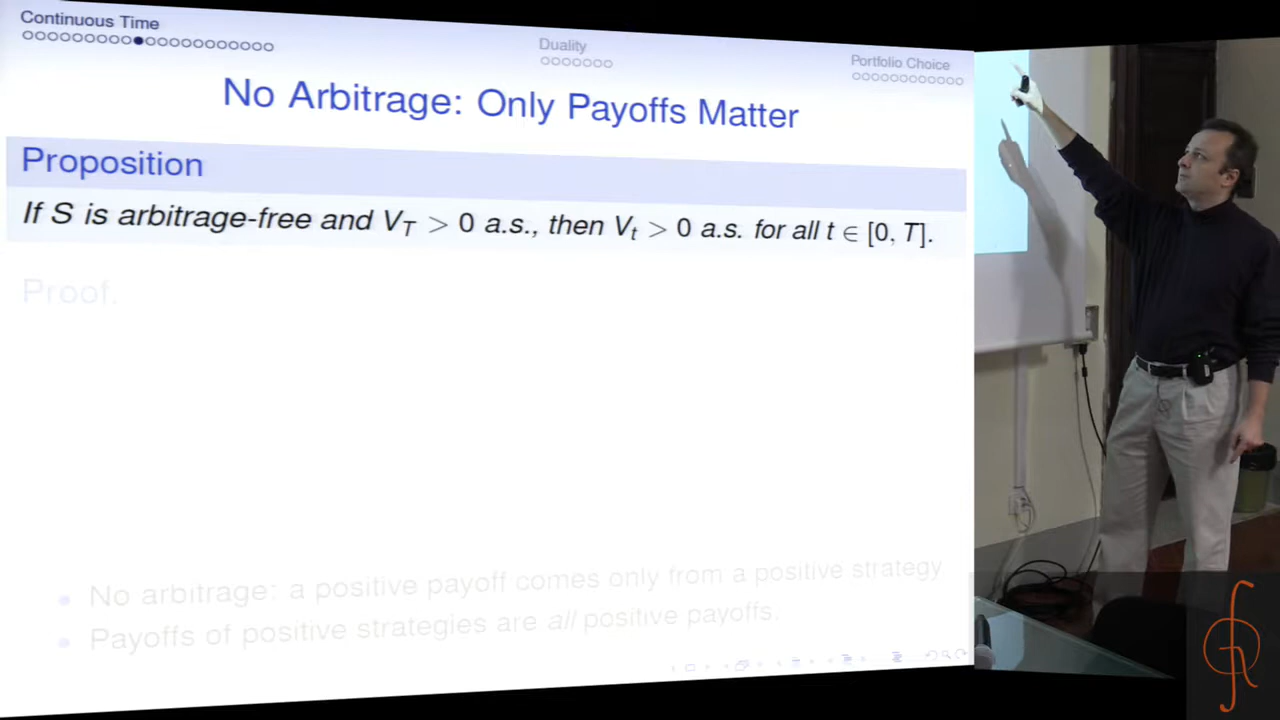 Continuous Time
Duality
Portfolio Choice
No Arbitrage: Only Payoffs Matter
Proposition
If S is arbitrage-free and V_T > 0 a.s., then V_t > 0 a.s. for all t ∈ [0, T].
Proof.
• No arbitrage: a positive payoff comes only from a positive strategy
• Payoffs of positive strategies are all positive payoffs.